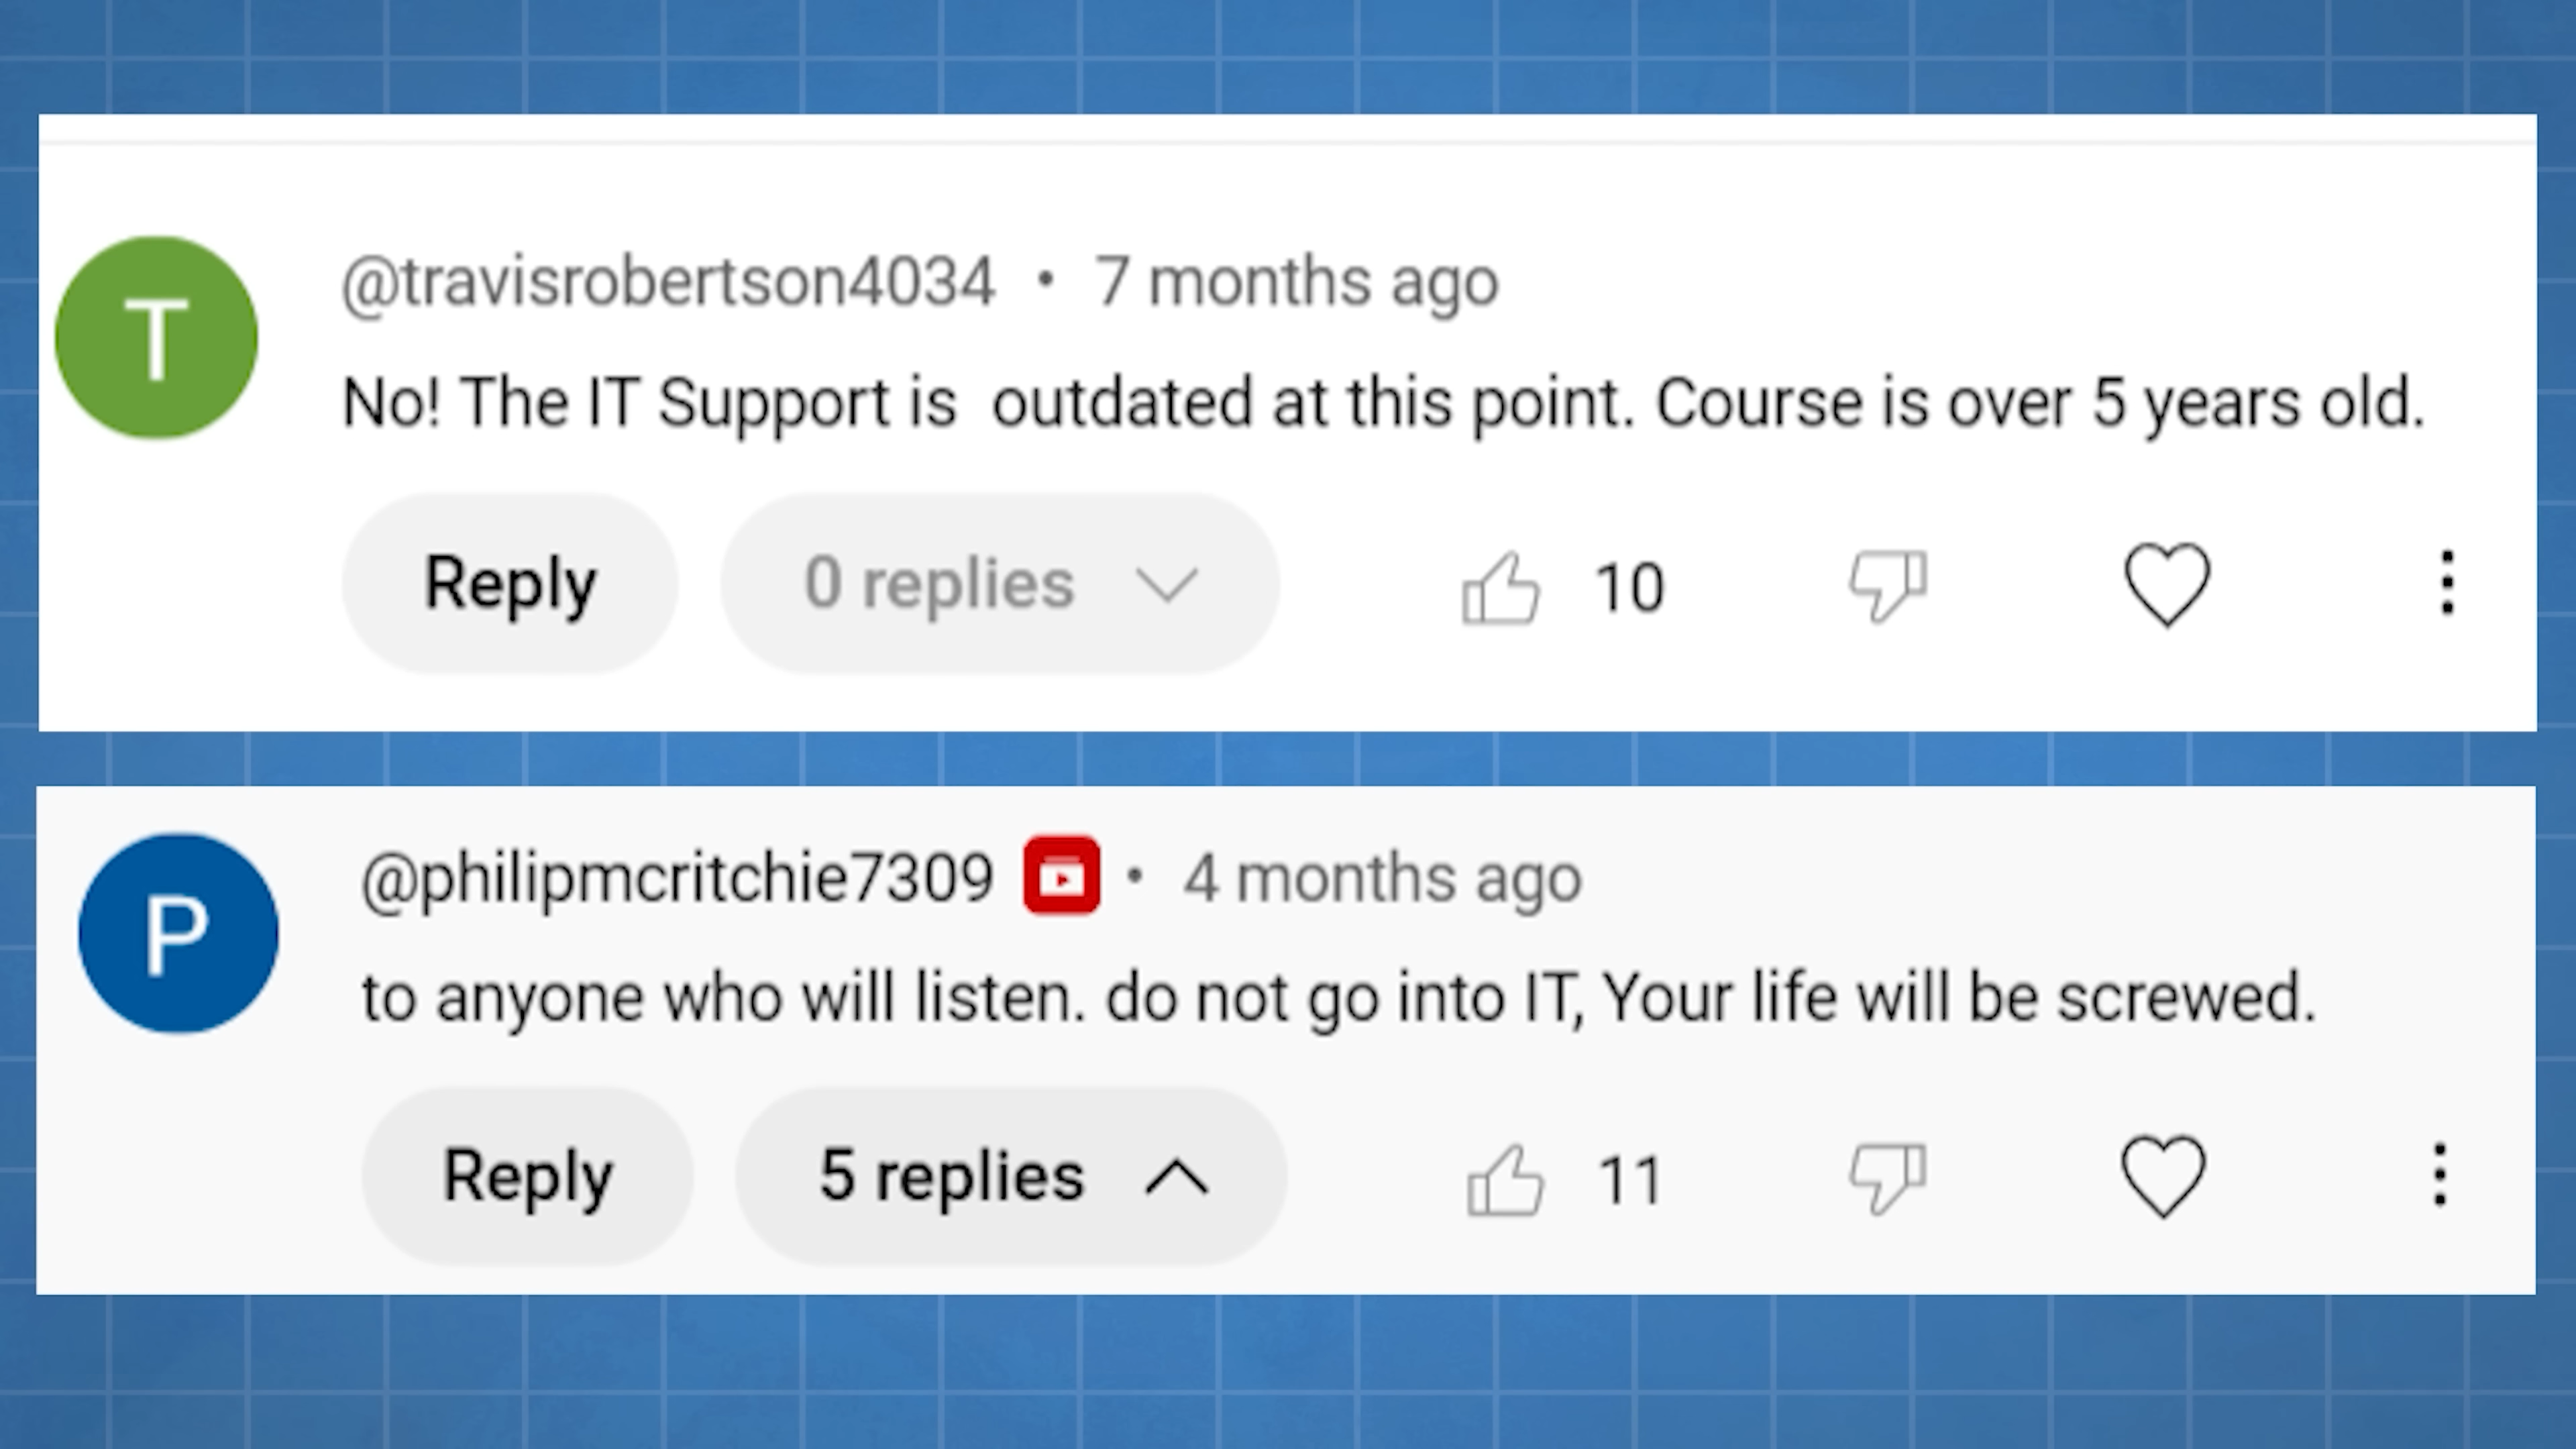 T
@travisrobertson4034 • 7 months ago
No! The IT Support is  outdated at this point. Course is over 5 years old.
Reply 0 replies 10
P
@philipmcritchie7309 • 4 months ago
to anyone who will listen. do not go into IT, Your life will be screwed.
Reply 5 replies 11